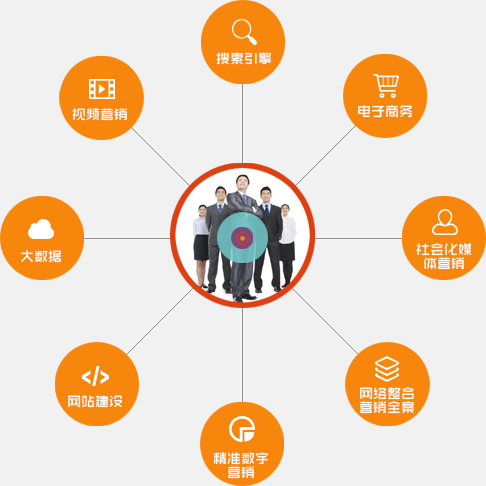 搜索引擎
视频营销
电子商务
大数据
社会化媒
体营销
网站建设
网络整合
营销全案
精准数字
营销